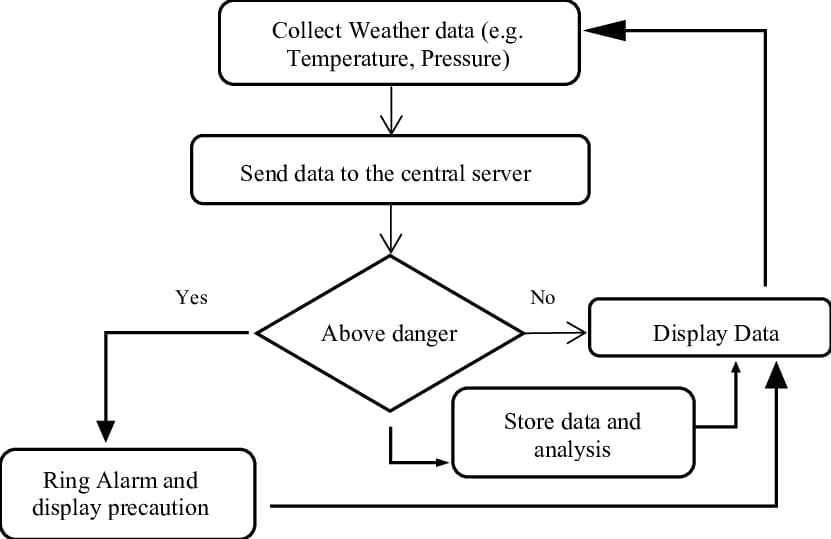 Collect Weather data (e.g.
Temperature, Pressure)
Send data to the central server
Yes
No
Above danger
Display Data
Store data and
analysis
Ring Alarm and
display precaution